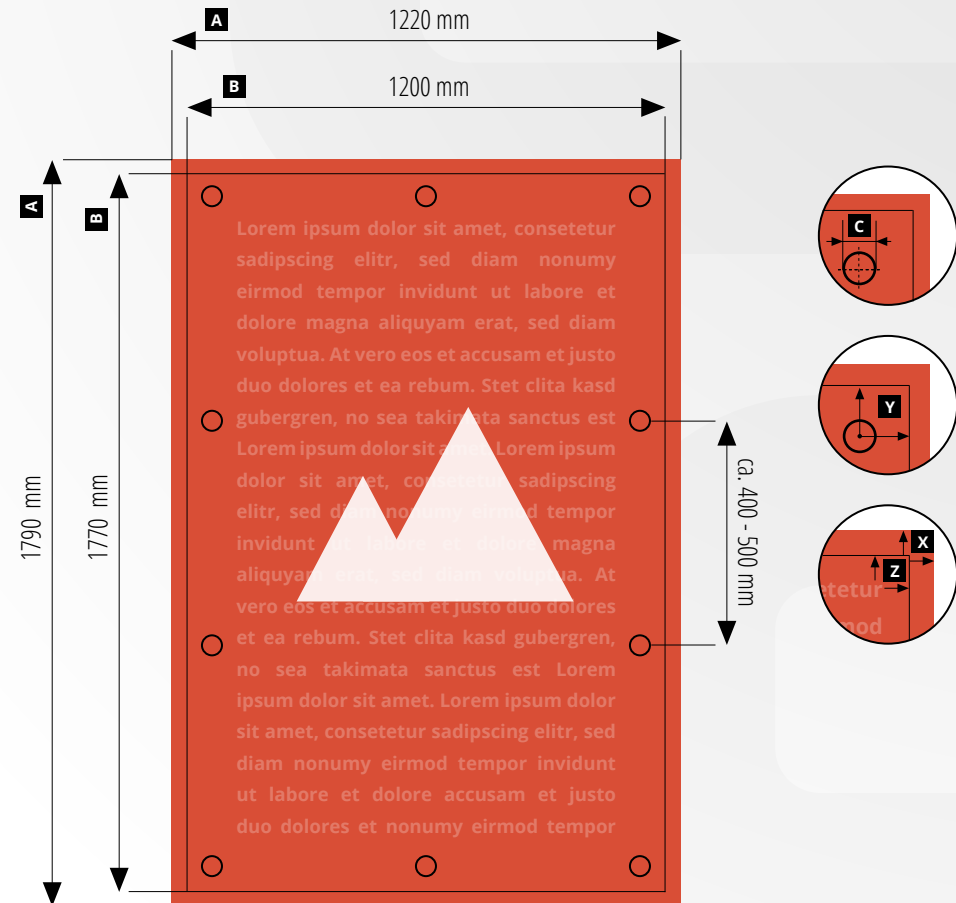 A
1220 mm
B
1200 mm
A
B
1790 mm
1770 mm
Lorem ipsum dolor sit amet, consetetur
sadipscing elitr, sed diam nonumy
eirmod tempor invidunt ut labore et
dolore magna aliquyam erat, sed diam
voluptua. At vero eos et accusam et justo
duo dolores et ea rebum. Stet clita kasd
gubergren, no sea takimata sanctus est
Lorem ipsum dolor sit amet. Lorem ipsum
dolor sit amet, consetetur sadipscing
elitr, sed diam nonumy eirmod tempor
invidunt ut labore et dolore magna
aliquyam erat, sed diam voluptua. At
vero eos et accusam et justo duo dolores
et ea rebum. Stet clita kasd gubergren,
no sea takimata sanctus est Lorem
ipsum dolor sit amet. Lorem ipsum dolor
sit amet, consetetur sadipscing elitr, sed
diam nonumy eirmod tempor invidunt
ut labore et dolore accusam et justo
duo dolores et nonumy eirmod tempor
ca. 400 - 500 mm
C
Y
X
Z
tetur
mod